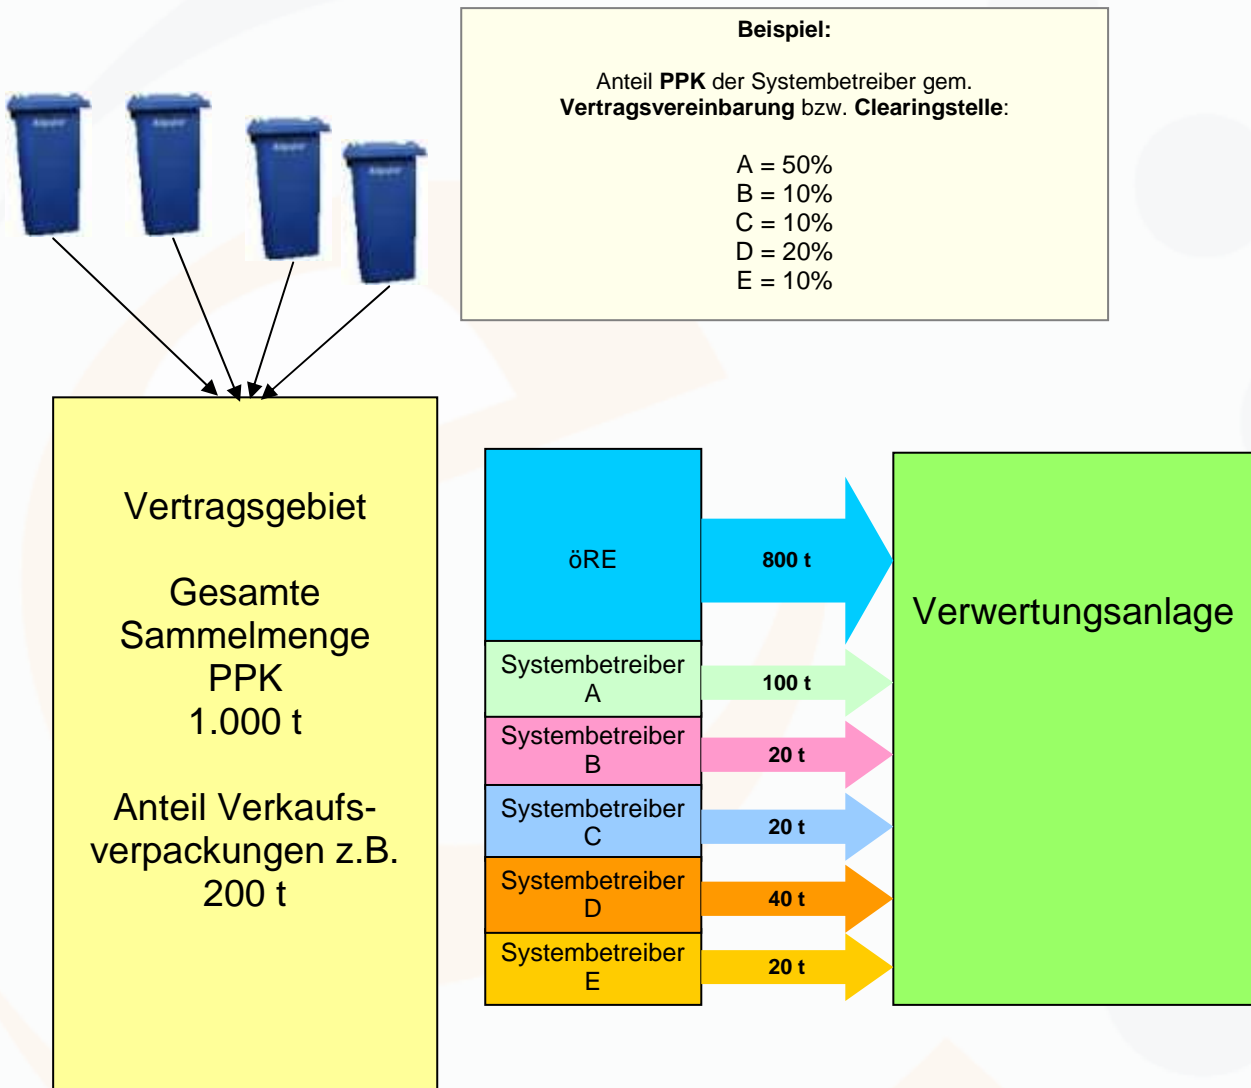 Beispiel:
Anteil PPK der Systembetreiber gem.
Vertragsvereinbarung bzw. Clearingstelle:
A = 50%
B = 10%
C = 10%
D = 20%
E = 10%
Vertragsgebiet
Gesamte
Sammelmenge
PPK
1.000 t
Anteil Verkaufs-
verpackungen z.B.
200 t
öRE
800 t
Systembetreiber
A
100 t
Systembetreiber
B
20 t
Systembetreiber
C
20 t
Systembetreiber
D
40 t
Systembetreiber
E
20 t
Verwertungsanlage